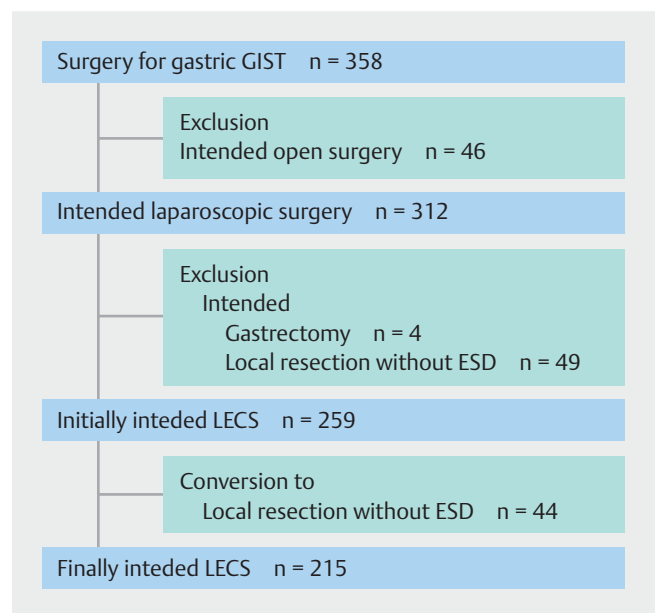 Surgery for gastric GIST n = 358
Exclusion
Intended open surgery n = 46
Intended laparoscopic surgery n = 312
Exclusion
Intended
Gastrectomy n = 4
Local resection without ESD n = 49
Initially inteded LECS n = 259
Conversion to
Local resection without ESD n = 44
Finally inteded LECS n = 215